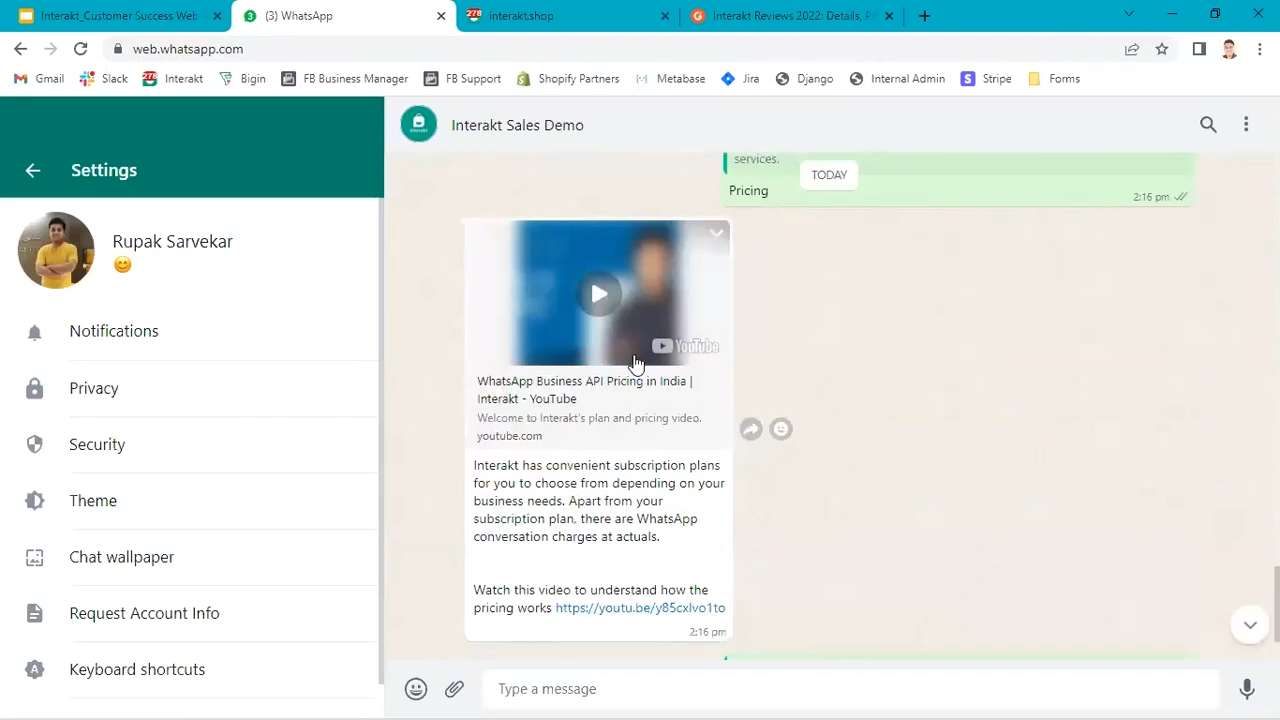 Interakt_Customer Success Web
(3) WhatsApp
interakt.shop
Interakt Reviews 2022: Details, Pri
web.whatsapp.com
Gmail
Slack
Interakt
Bigin
FB Business Manager
FB Support
Shopify Partners
Metabase
Jira
Django
Internal Admin
Stripe
Forms
Settings
Rupak Sarvekar
Notifications
Privacy
Security
Theme
Chat wallpaper
Request Account Info
Keyboard shortcuts
Interakt Sales Demo
services.
TODAY
Pricing
2:16 pm
YouTube
WhatsApp Business API Pricing in India |
Interakt - YouTube
Welcome to Interakt's plan and pricing video.
youtube.com
Interakt has convenient subscription plans
for you to choose from depending on your
business needs. Apart from your
subscription plan, there are WhatsApp
conversation charges at actuals.
Watch this video to understand how the
pricing works https://youtu.be/y85cxlvo1to
2:16 pm
Type a message